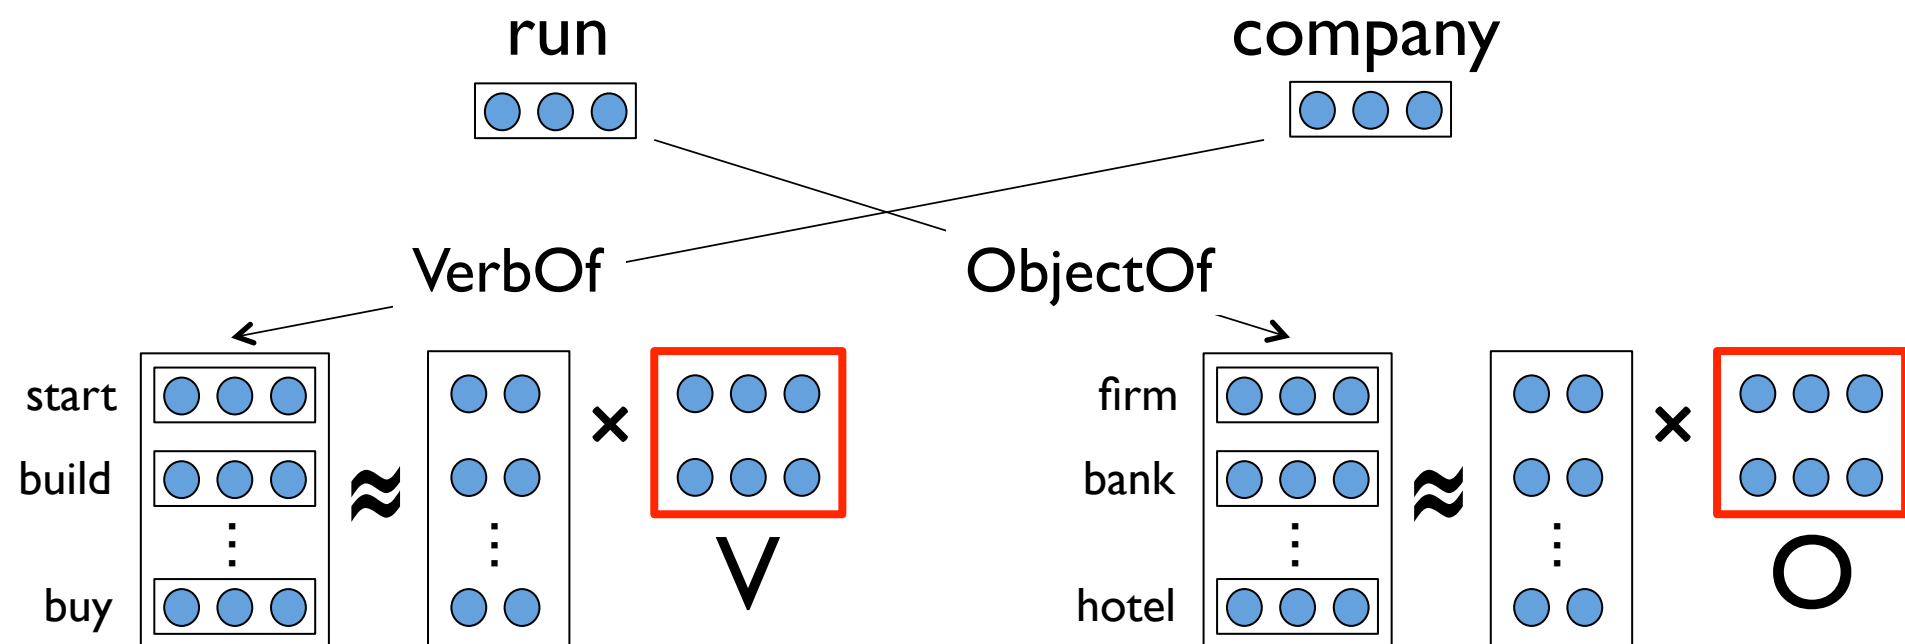 run company
VerbOf ObjectOf
start ≈ × firm ≈ ×
build bank
⋮ ⋮ ⋮ ⋮
V O
buy hotel